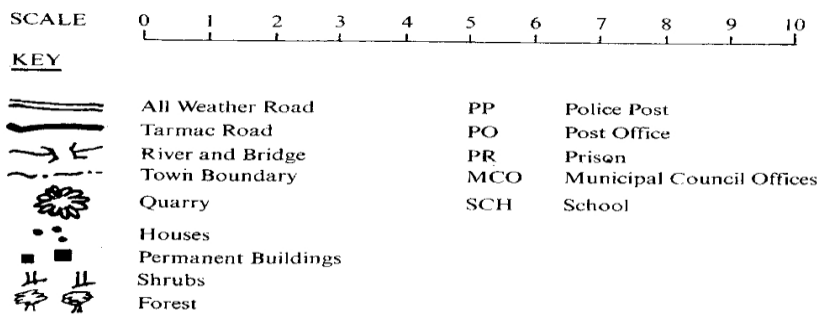 SCALE 0 1 2 3 4 5 6 7 8 9 10
KEY
All Weather Road PP Police Post
Tarmac Road PO Post Office
River and Bridge PR Prison
Town Boundary MCO Municipal Council Offices
Quarry SCH School
Houses
Permanent Buildings
Shrubs
Forest